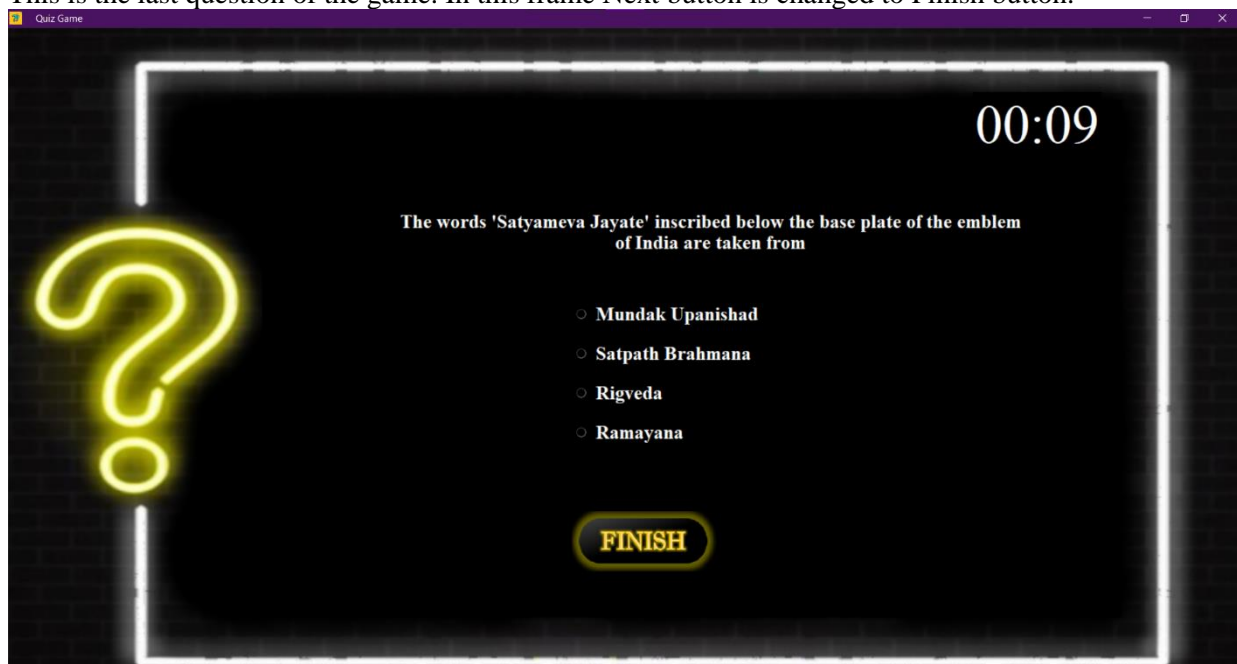 This is the last question of the game. In this frame Next button is changed to Finish button.
Quiz Game
00:09
The words 'Satyameva Jayate' inscribed below the base plate of the emblem
of India are taken from
Mundak Upanishad
Satpath Brahmana
Rigveda
Ramayana
FINISH